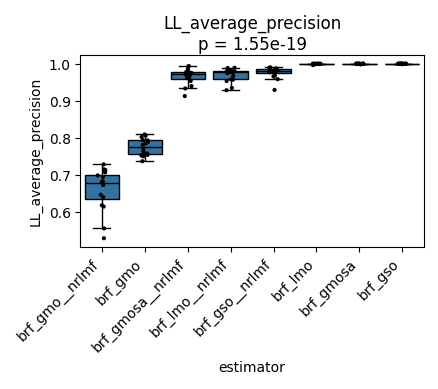 LL_average_precision
p = 1.55e-19
LL_average_precision
1.0
0.9
0.8
0.7
0.6
brf_gmo__nrlmf
brf_gmo
brf_gmosa__nrlmf
brf_lmo__nrlmf
brf_gso__nrlmf
brf_lmo
brf_gmosa
brf_gso
estimator